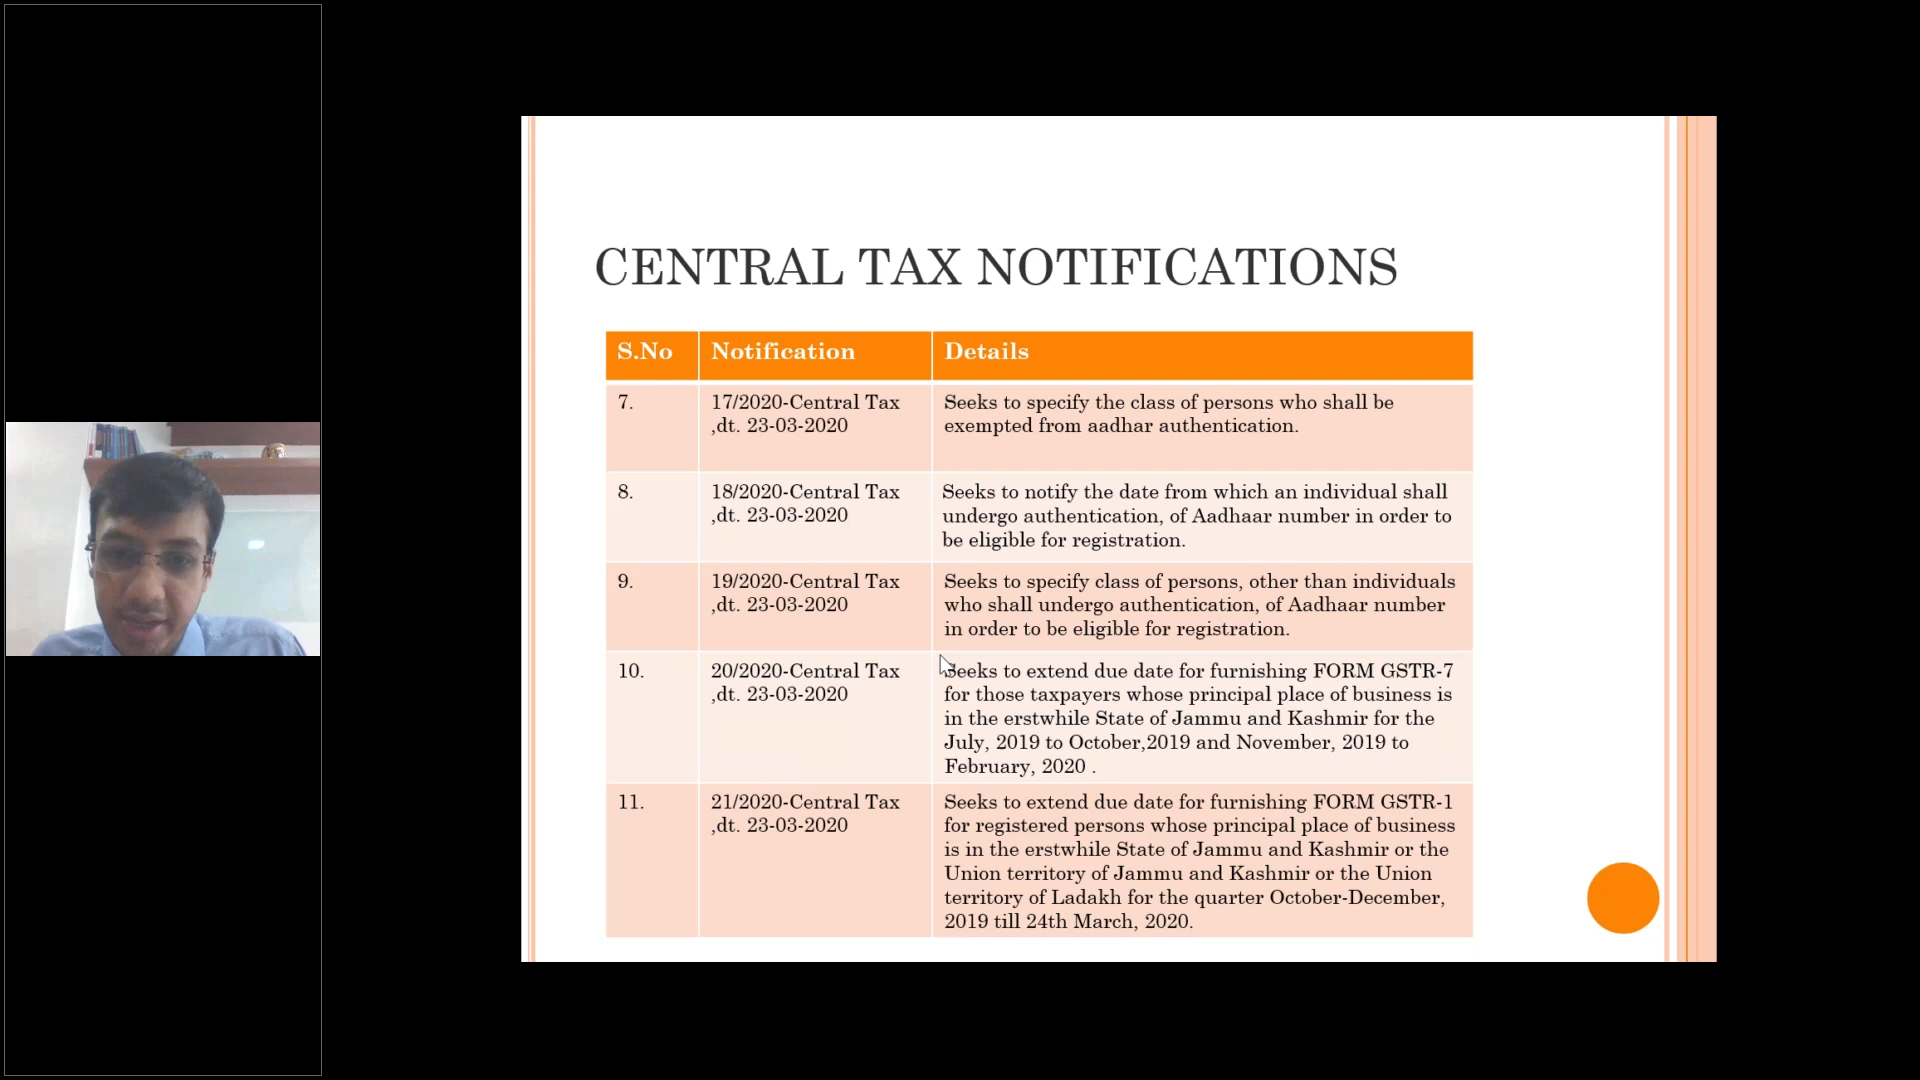 CENTRAL TAX NOTIFICATIONS
S.No Notification Details
7. 17/2020-Central Tax Seeks to specify the class of persons who shall be
,dt. 23-03-2020 exempted from aadhar authentication.
8. 18/2020-Central Tax Seeks to notify the date from which an individual shall
,dt. 23-03-2020 undergo authentication, of Aadhaar number in order to
be eligible for registration.
9. 19/2020-Central Tax Seeks to specify class of persons, other than individuals
,dt. 23-03-2020 who shall undergo authentication, of Aadhaar number
in order to be eligible for registration.
10. 20/2020-Central Tax Seeks to extend due date for furnishing FORM GSTR-7
,dt. 23-03-2020 for those taxpayers whose principal place of business is
in the erstwhile State of Jammu and Kashmir for the
July, 2019 to October,2019 and November, 2019 to
February, 2020 .
11. 21/2020-Central Tax Seeks to extend due date for furnishing FORM GSTR-1
,dt. 23-03-2020 for registered persons whose principal place of business
is in the erstwhile State of Jammu and Kashmir or the
Union territory of Jammu and Kashmir or the Union
territory of Ladakh for the quarter October-December,
2019 till 24th March, 2020.